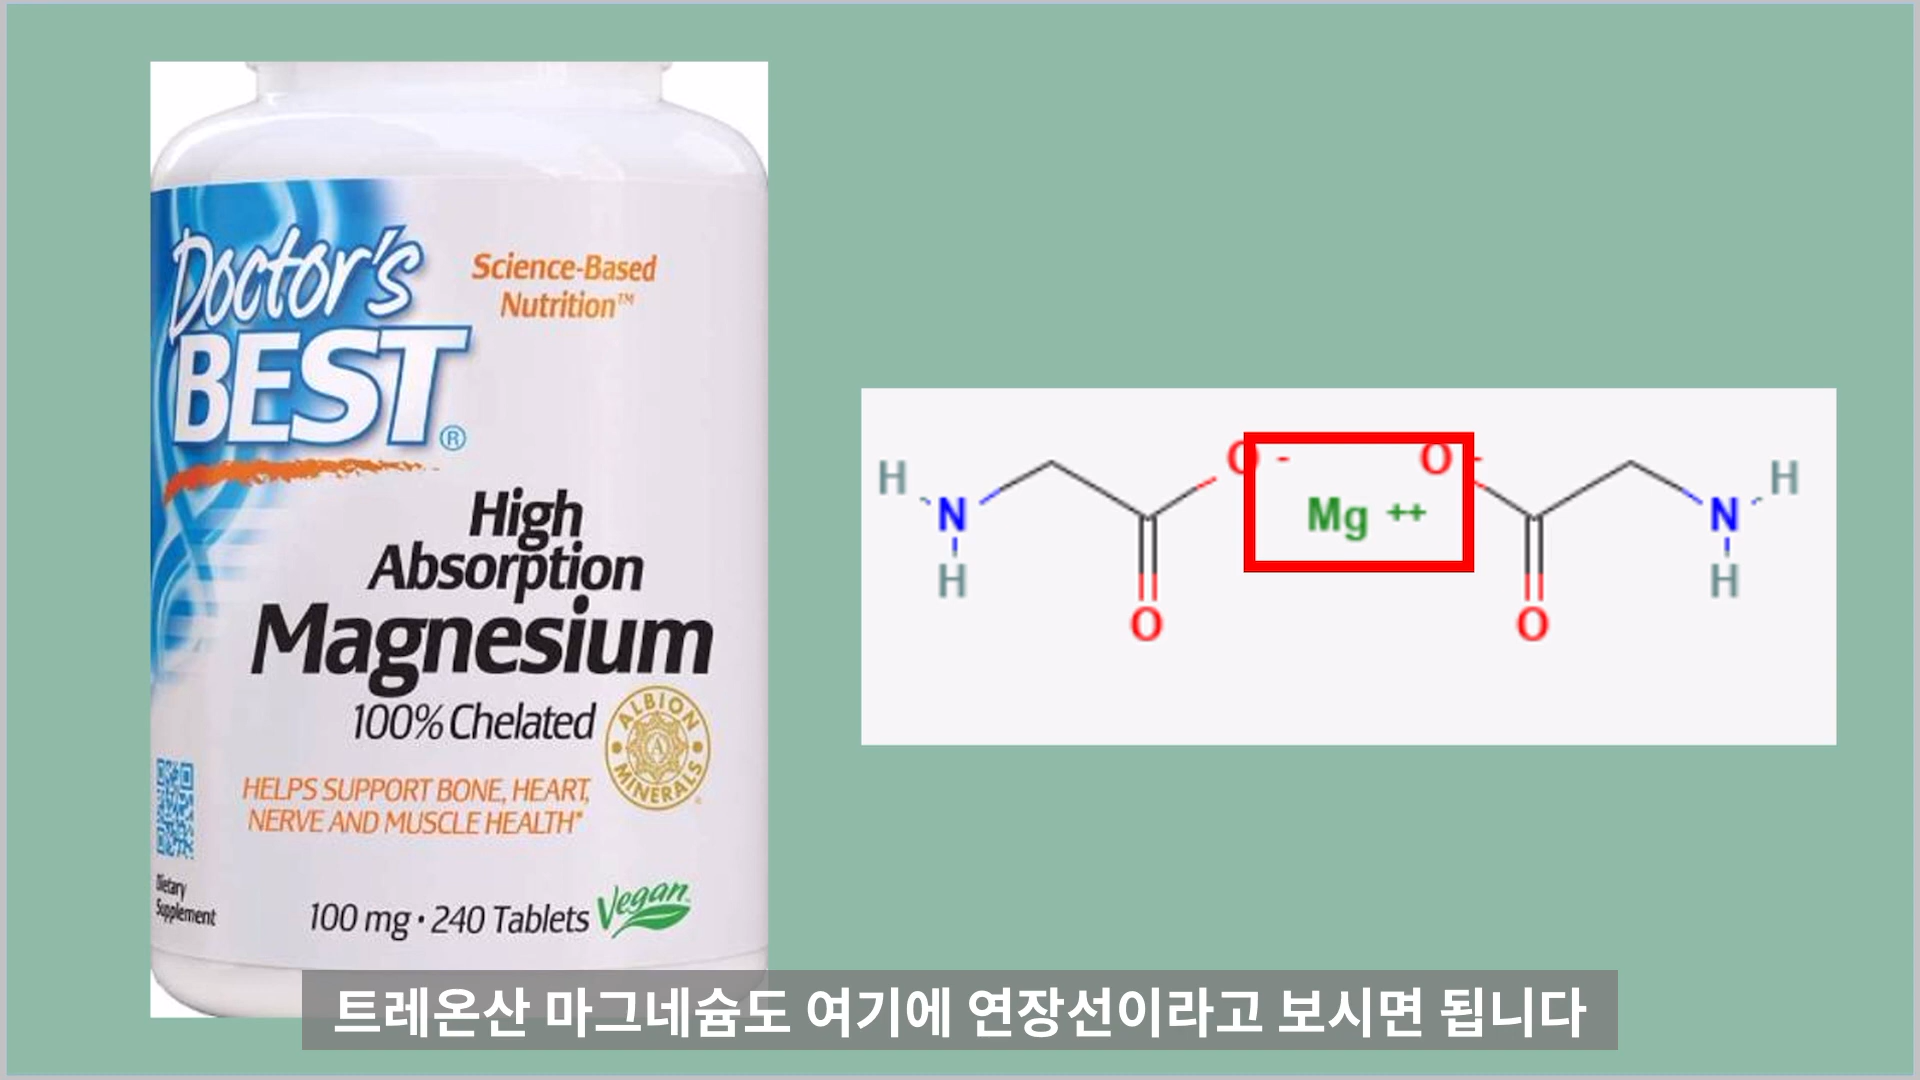 Doctor's
BEST®
Science-Based
Nutrition™
High
Absorption
Magnesium
100% Chelated
ALBION
A
MINERALS
HELPS SUPPORT BONE, HEART,
NERVE AND MUSCLE HEALTH*
Dietary
Supplement
100 mg · 240 Tablets
Vegan
H N H O O - Mg ++ O - O N H H
트레온산 마그네슘도 여기에 연장선이라고 보시면 됩니다